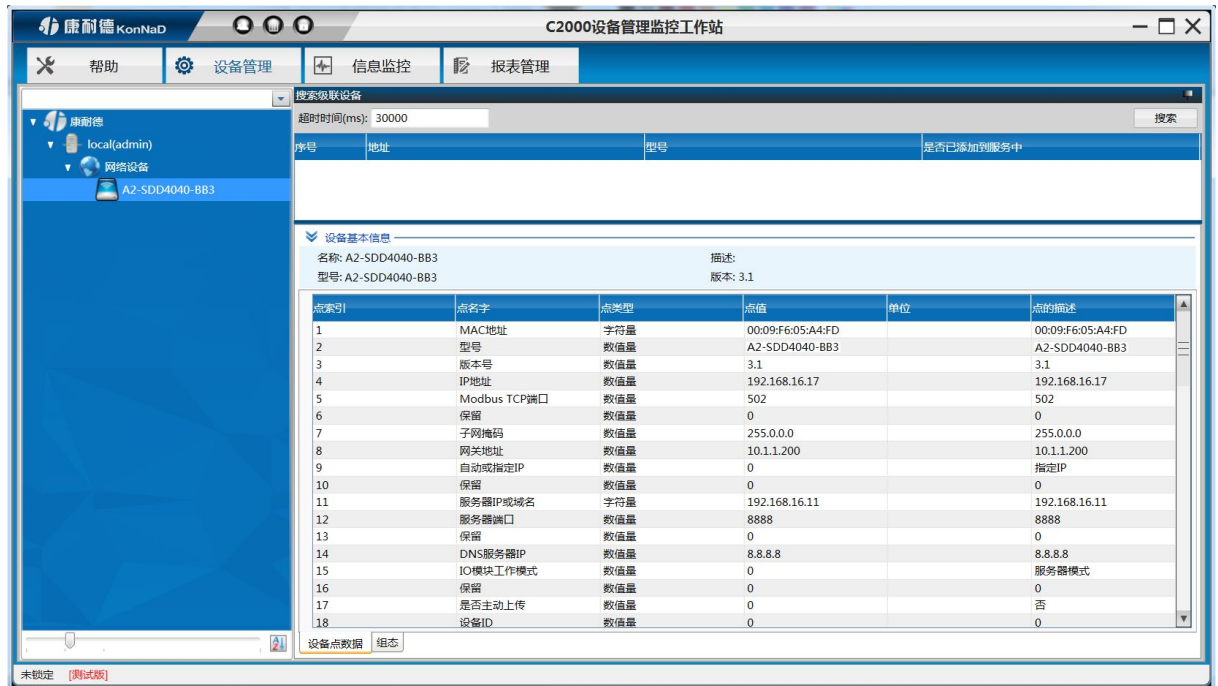 康耐德 KonNaD C2000设备管理监控工作站
帮助 设备管理 信息监控 报表管理
搜索级联设备
康耐德 超时时间(ms): 30000 搜索
local(admin) 序号 地址 型号 是否已添加到服务中
网络设备
A2-SDD4040-BB3
设备基本信息
名称: A2-SDD4040-BB3 描述:
型号: A2-SDD4040-BB3 版本: 3.1
点索引 点名字 点类型 点值 单位 点的描述
1 MAC地址 字符量 00:09:F6:05:A4:FD 00:09:F6:05:A4:FD
2 型号 数值量 A2-SDD4040-BB3 A2-SDD4040-BB3
3 版本号 数值量 3.1 3.1
4 IP地址 数值量 192.168.16.17 192.168.16.17
5 Modbus TCP端口 数值量 502 502
6 保留 数值量 0 0
7 子网掩码 数值量 255.0.0.0 255.0.0.0
8 网关地址 数值量 10.1.1.200 10.1.1.200
9 自动或指定IP 数值量 0 指定IP
10 保留 数值量 0 0
11 服务器IP或域名 字符量 192.168.16.11 192.168.16.11
12 服务器端口 数值量 8888 8888
13 保留 数值量 0 0
14 DNS服务器IP 数值量 8.8.8.8 8.8.8.8
15 IO模块工作模式 数值量 0 服务器模式
16 保留 数值量 0 0
17 是否主动上传 数值量 0 否
18 设备ID 数值量 0 0
设备点数据 组态
未锁定 [测试版]